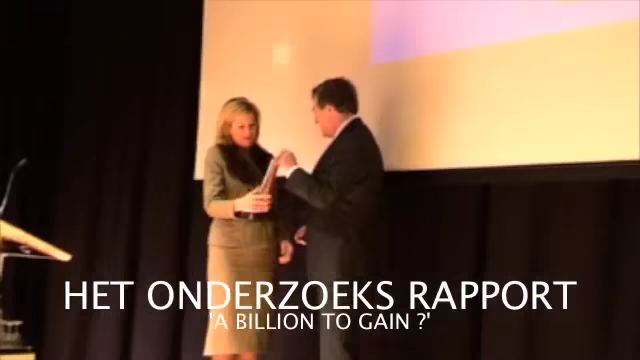 HET ONDERZOEKS RAPPORT
'A BILLION TO GAIN ?'